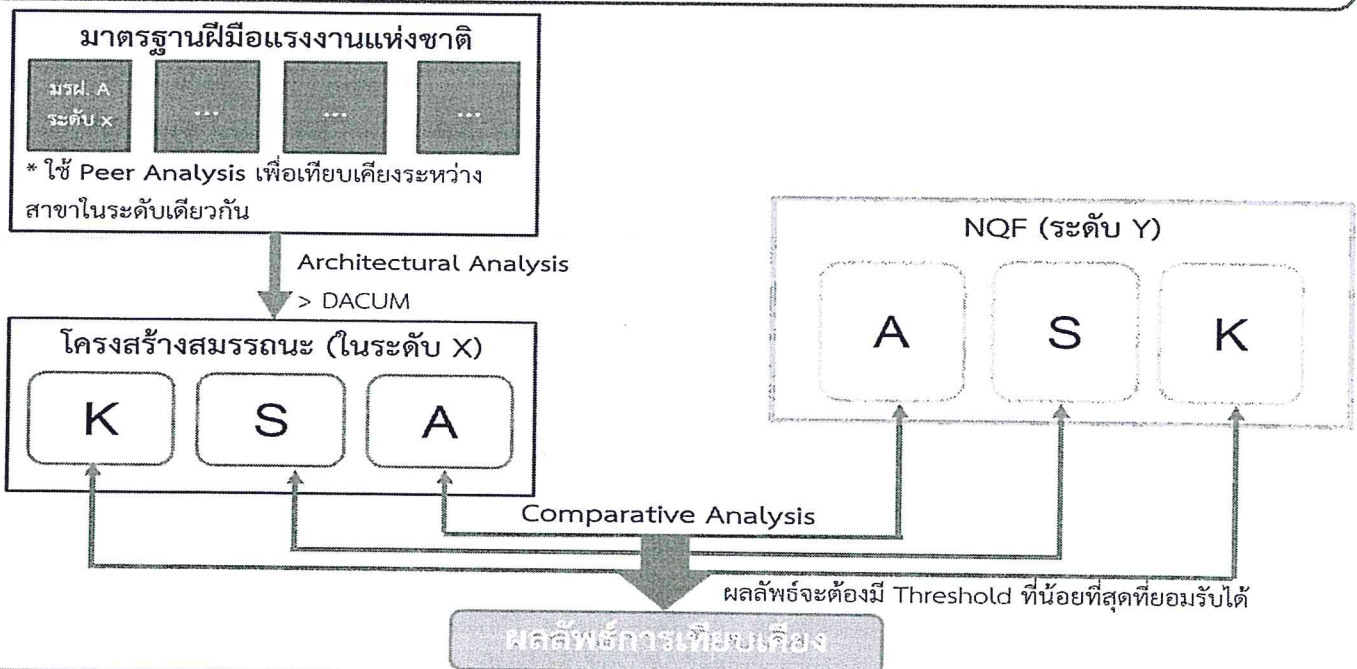 มาตรฐานฝีมือแรงงานแห่งชาติ
มรฝ. A
ระดับ x
...
...
...
* ใช้ Peer Analysis เพื่อเทียบเคียงระหว่าง
สาขาในระดับเดียวกัน
Architectural Analysis
> DACUM
โครงสร้างสมรรถนะ (ในระดับ X)
K
S
A
NQF (ระดับ Y)
A
S
K
Comparative Analysis
ผลลัพธ์จะต้องมี Threshold ที่น้อยที่สุดที่ยอมรับได้
ผลลัพธ์การเทียบเคียง